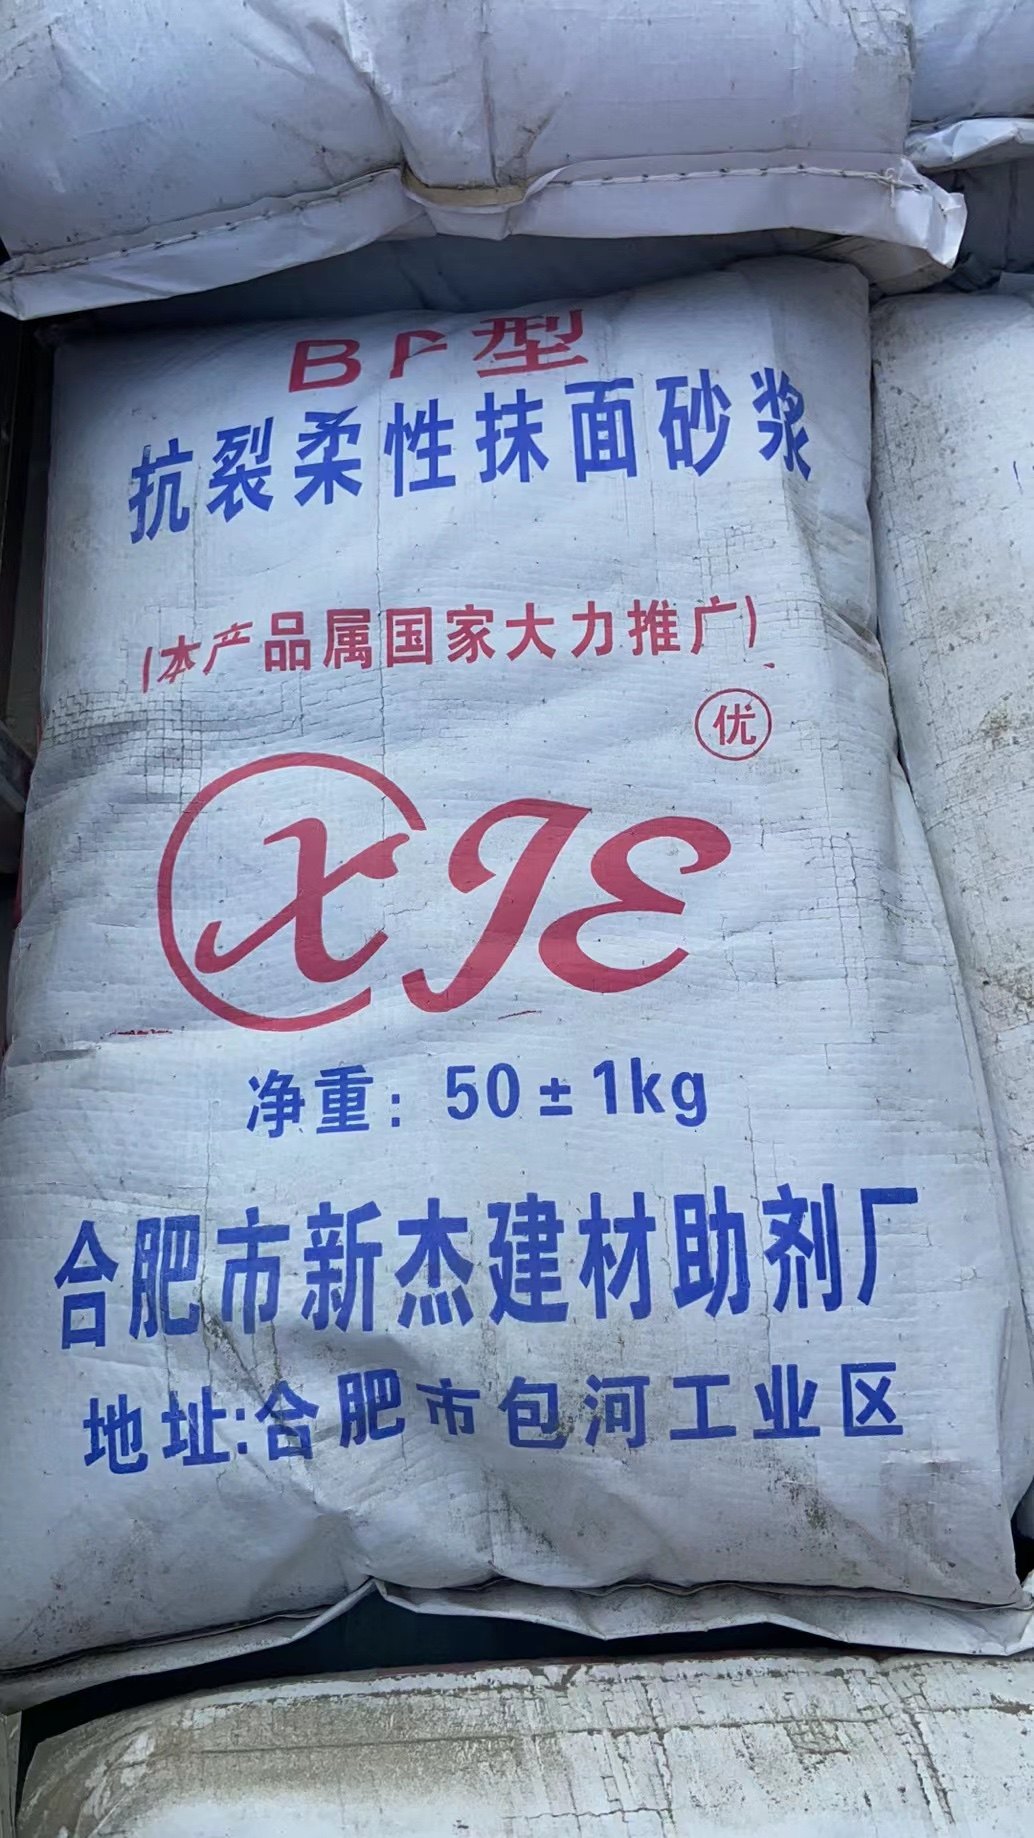 BF型
抗裂柔性抹面砂浆
(本产品属国家大力推广)
优
XJE
净重：50±1kg
合肥市新杰建材助剂厂
地址:合肥市包河工业区